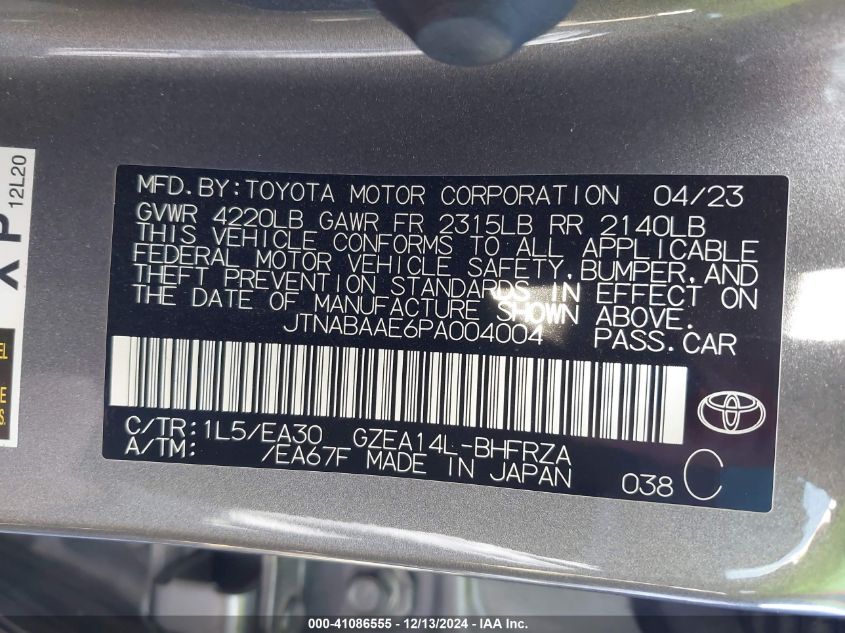 MFD.BY:TOYOTA MOTOR CORPORATION 04/23
GVWR 4220LB GAWR FR 2315LB RR 2140LB
THIS VEHICLE CONFORMS TO ALL APPLICABLE
FEDERAL MOTOR VEHICLE SAFETY,BUMPER,AND
THEFT PREVENTION STANDARDS IN EFFECT ON
THE DATE OF MANUFACTURE SHOWN ABOVE.
JTNABAAE6PA004004 PASS.CAR
C/TR:1L5/EA30 GZEA14L-BHFRZA
A/TM: /EA67F MADE IN JAPAN
038 C
XP
12L20
EL
E
S.
000-41086555 - 12/13/2024 - IAAI Inc.